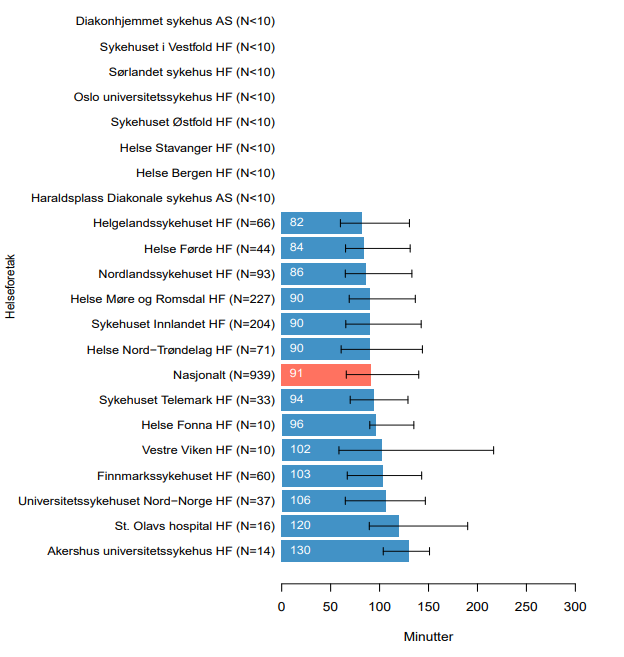 Diakonhjemmet sykehus AS (N<10)
Sykehuset i Vestfold HF (N<10)
Sørlandet sykehus HF (N<10)
Oslo universitetssykehus HF (N<10)
Sykehuset Østfold HF (N<10)
Helse Stavanger HF (N<10)
Helse Bergen HF (N<10)
Haraldsplass Diakonale sykehus AS (N<10)
Helgelandssykehuset HF (N=66) 82
Helse Førde HF (N=44) 84
Nordlandssykehuset HF (N=93) 86
Helse Møre og Romsdal HF (N=227) 90
Sykehuset Innlandet HF (N=204) 90
Helse Nord−Trøndelag HF (N=71) 90
Nasjonalt (N=939) 91
Sykehuset Telemark HF (N=33) 94
Helse Fonna HF (N=10) 96
Vestre Viken HF (N=10) 102
Finnmarkssykehuset HF (N=60) 103
Universitetssykehuset Nord−Norge HF (N=37) 106
St. Olavs hospital HF (N=16) 120
Akershus universitetssykehus HF (N=14) 130
Helseforetak
0 50 100 150 200 250 300
Minutter